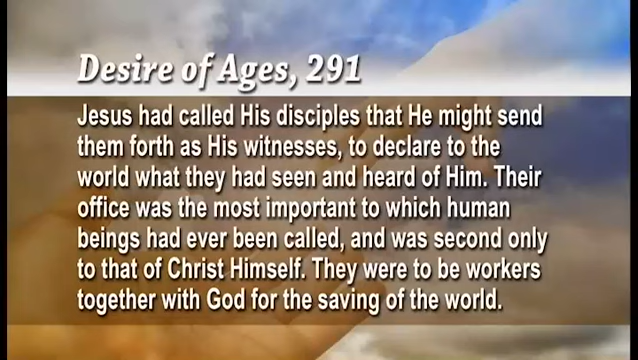 Desire of Ages, 291
Jesus had called His disciples that He might send
them forth as His witnesses, to declare to the
world what they had seen and heard of Him. Their
office was the most important to which human
beings had ever been called, and was second only
to that of Christ Himself. They were to be workers
together with God for the saving of the world.